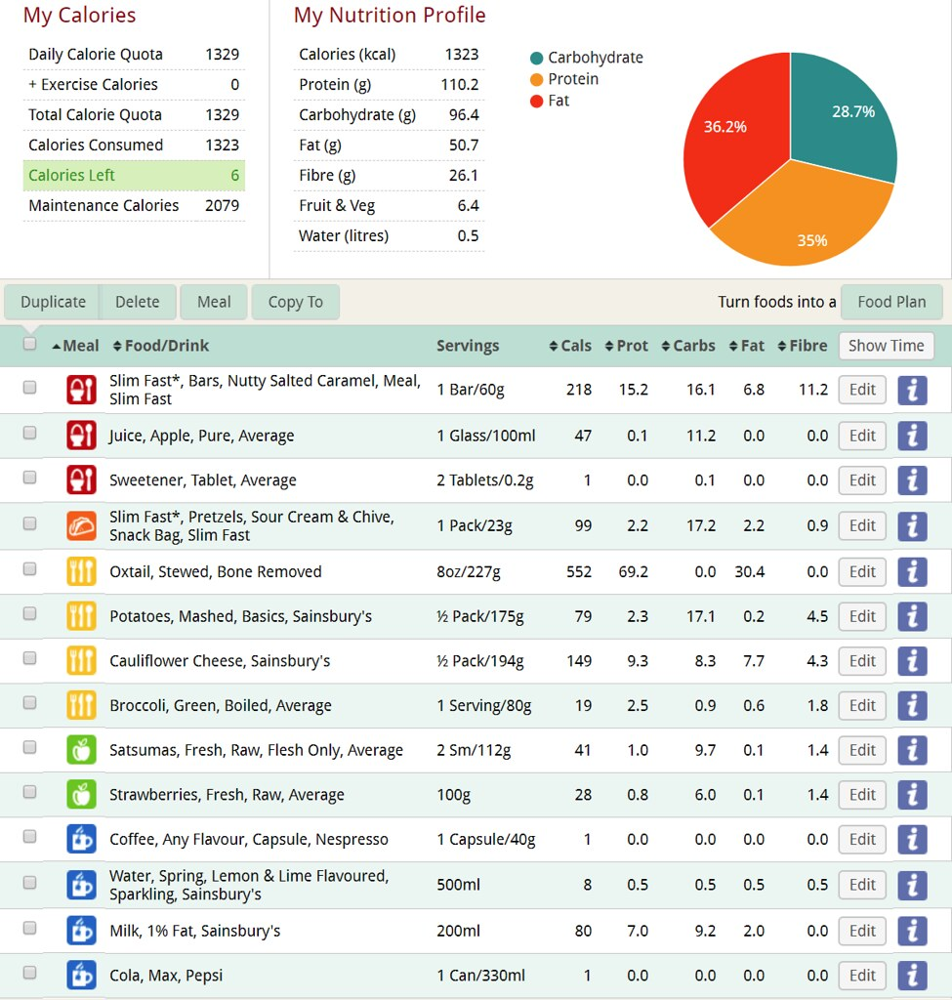 My Calories
Daily Calorie Quota 1329
+ Exercise Calories 0
Total Calorie Quota 1329
Calories Consumed 1323
Calories Left 6
Maintenance Calories 2079
My Nutrition Profile
Calories (kcal) 1323
Protein (g) 110.2
Carbohydrate (g) 96.4
Fat (g) 50.7
Fibre (g) 26.1
Fruit & Veg 6.4
Water (litres) 0.5
Carbohydrate
Protein
Fat
28.7%
36.2%
35%
Duplicate Delete Meal Copy To Turn foods into a Food Plan
Meal Food/Drink Servings Cals Prot Carbs Fat Fibre Show Time
Slim Fast*, Bars, Nutty Salted Caramel, Meal,
Slim Fast 1 Bar/60g 218 15.2 16.1 6.8 11.2 Edit i
Juice, Apple, Pure, Average 1 Glass/100ml 47 0.1 11.2 0.0 0.0 Edit i
Sweetener, Tablet, Average 2 Tablets/0.2g 1 0.0 0.1 0.0 0.0 Edit i
Slim Fast*, Pretzels, Sour Cream & Chive,
Snack Bag, Slim Fast 1 Pack/23g 99 2.2 17.2 2.2 0.9 Edit i
Oxtail, Stewed, Bone Removed 8oz/227g 552 69.2 0.0 30.4 0.0 Edit i
Potatoes, Mashed, Basics, Sainsbury's ½ Pack/175g 79 2.3 17.1 0.2 4.5 Edit i
Cauliflower Cheese, Sainsbury's ½ Pack/194g 149 9.3 8.3 7.7 4.3 Edit i
Broccoli, Green, Boiled, Average 1 Serving/80g 19 2.5 0.9 0.6 1.8 Edit i
Satsumas, Fresh, Raw, Flesh Only, Average 2 Sm/112g 41 1.0 9.7 0.1 1.4 Edit i
Strawberries, Fresh, Raw, Average 100g 28 0.8 6.0 0.1 1.4 Edit i
Coffee, Any Flavour, Capsule, Nespresso 1 Capsule/40g 1 0.0 0.0 0.0 0.0 Edit i
Water, Spring, Lemon & Lime Flavoured,
Sparkling, Sainsbury's 500ml 8 0.5 0.5 0.5 0.5 Edit i
Milk, 1% Fat, Sainsbury's 200ml 80 7.0 9.2 2.0 0.0 Edit i
Cola, Max, Pepsi 1 Can/330ml 1 0.0 0.0 0.0 0.0 Edit i